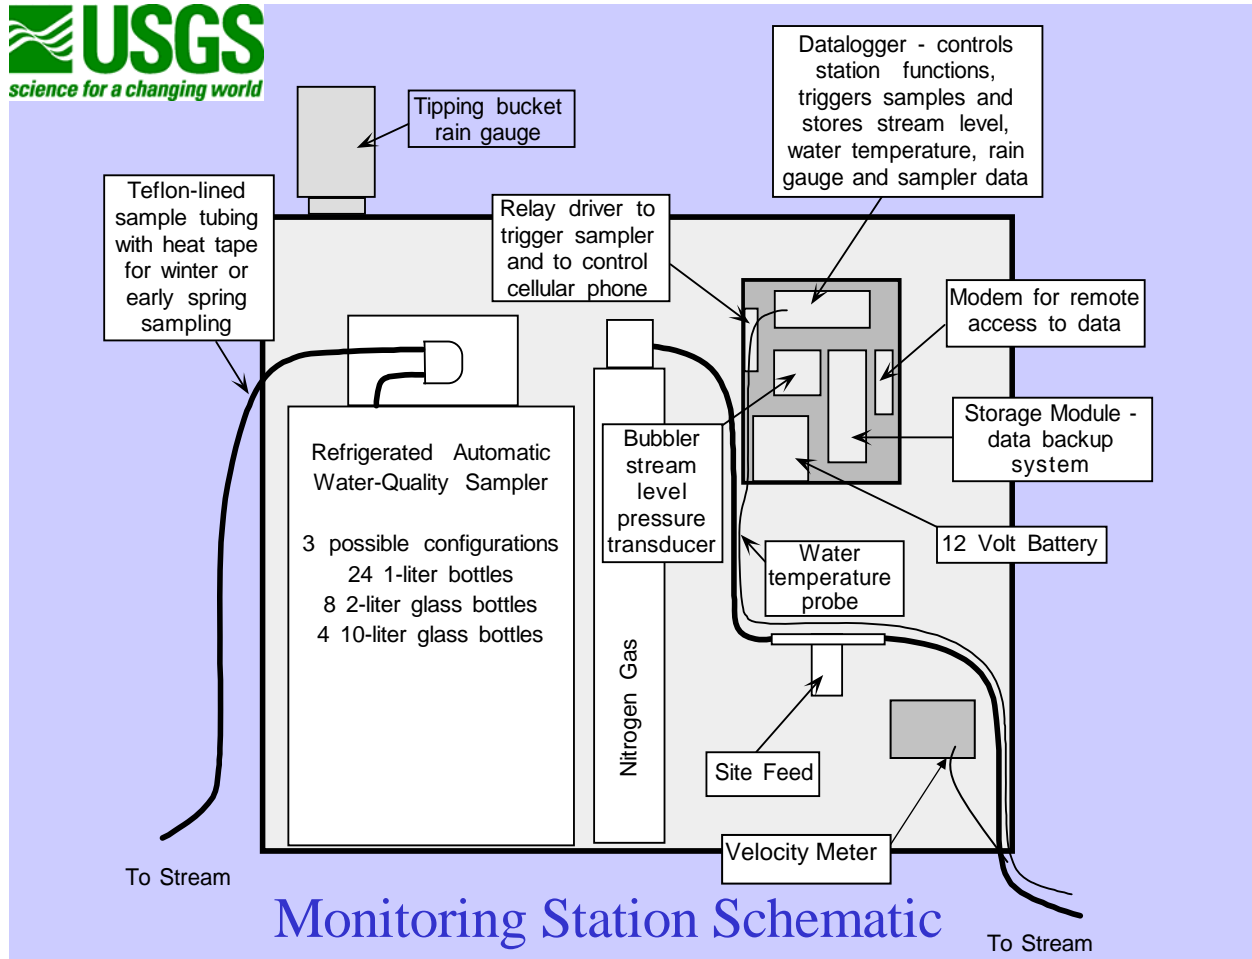 USGS
science for a changing world
Datalogger - controls
station functions,
triggers samples and
stores stream level,
water temperature, rain
gauge and sampler data
Tipping bucket
rain gauge
Teflon-lined
sample tubing
with heat tape
for winter or
early spring
sampling
Relay driver to
trigger sampler
and to control
cellular phone
Modem for remote
access to data
Storage Module -
data backup
system
Refrigerated Automatic
Water-Quality Sampler
3 possible configurations
24 1-liter bottles
8 2-liter glass bottles
4 10-liter glass bottles
Bubbler
stream
level
pressure
transducer
12 Volt Battery
Water
temperature
probe
Nitrogen Gas
Site Feed
Velocity Meter
To Stream
Monitoring Station Schematic
To Stream